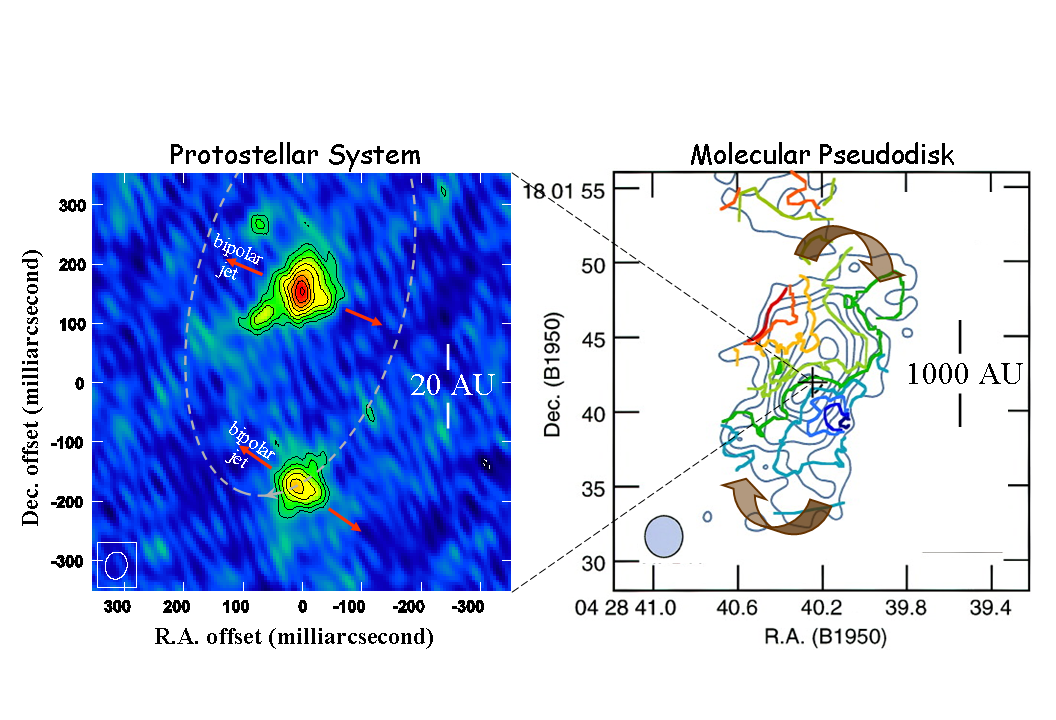 Protostellar System
Dec. offset (milliarcsecond)
300
200
100
0
-100
-200
-300
bipolar
jet
20 AU
bipolar
jet
300 200 100 0 -100 -200 -300
R.A. offset (milliarcsecond)
Molecular Pseudodisk
Dec. (B1950)
18 01 55
50
45
40
35
30
1000 AU
04 28 41.0 40.6 40.2 39.8 39.4
R.A. (B1950)